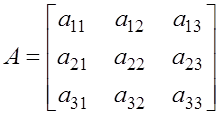 A = [ a11 a12 a13
a21 a22 a23
a31 a32 a33 ]